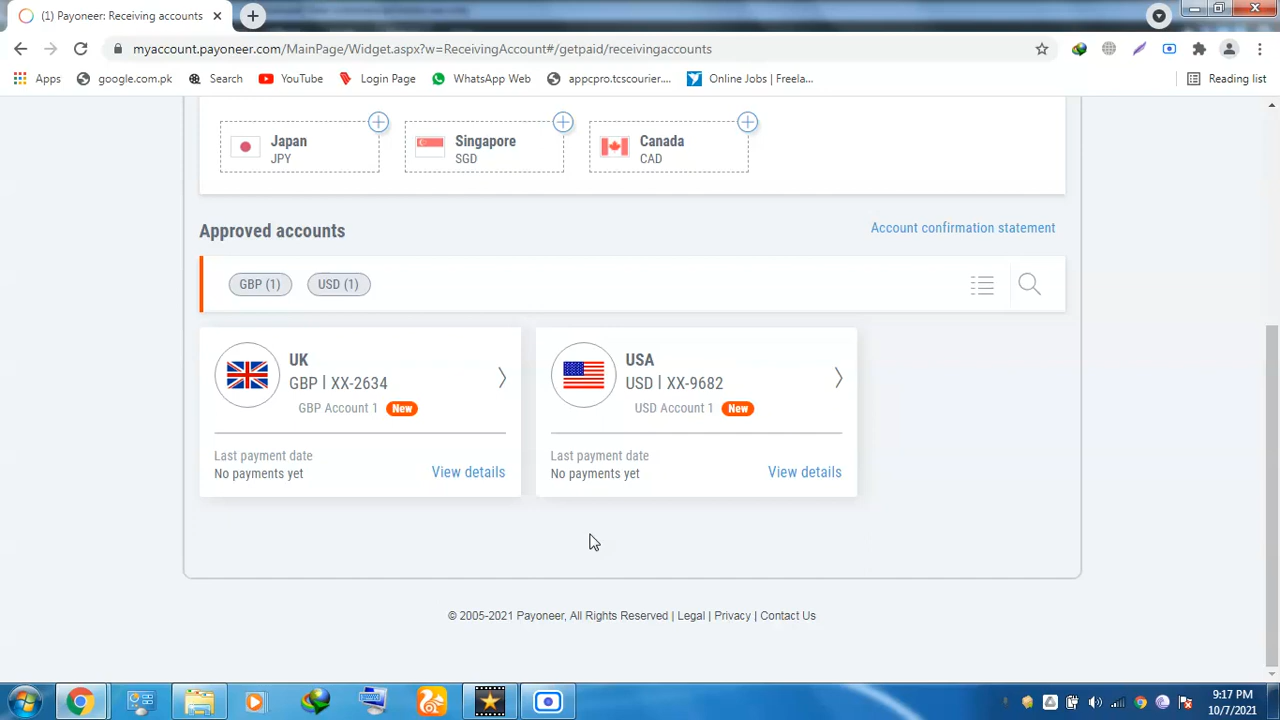 (1) Payoneer: Receiving accounts
myaccount.payoneer.com/MainPage/Widget.aspx?w=ReceivingAccount#/getpaid/receivingaccounts
Apps google.com.pk Search YouTube Login Page WhatsApp Web appcpro.tcscourier.... Online Jobs | Freela... Reading list
Japan
JPY
Singapore
SGD
Canada
CAD
Approved accounts
Account confirmation statement
GBP (1) USD (1)
UK
GBP | XX-2634
GBP Account 1 New
Last payment date
No payments yet
View details
USA
USD | XX-9682
USD Account 1 New
Last payment date
No payments yet
View details
© 2005-2021 Payoneer, All Rights Reserved | Legal | Privacy | Contact Us
9:17 PM
10/7/2021